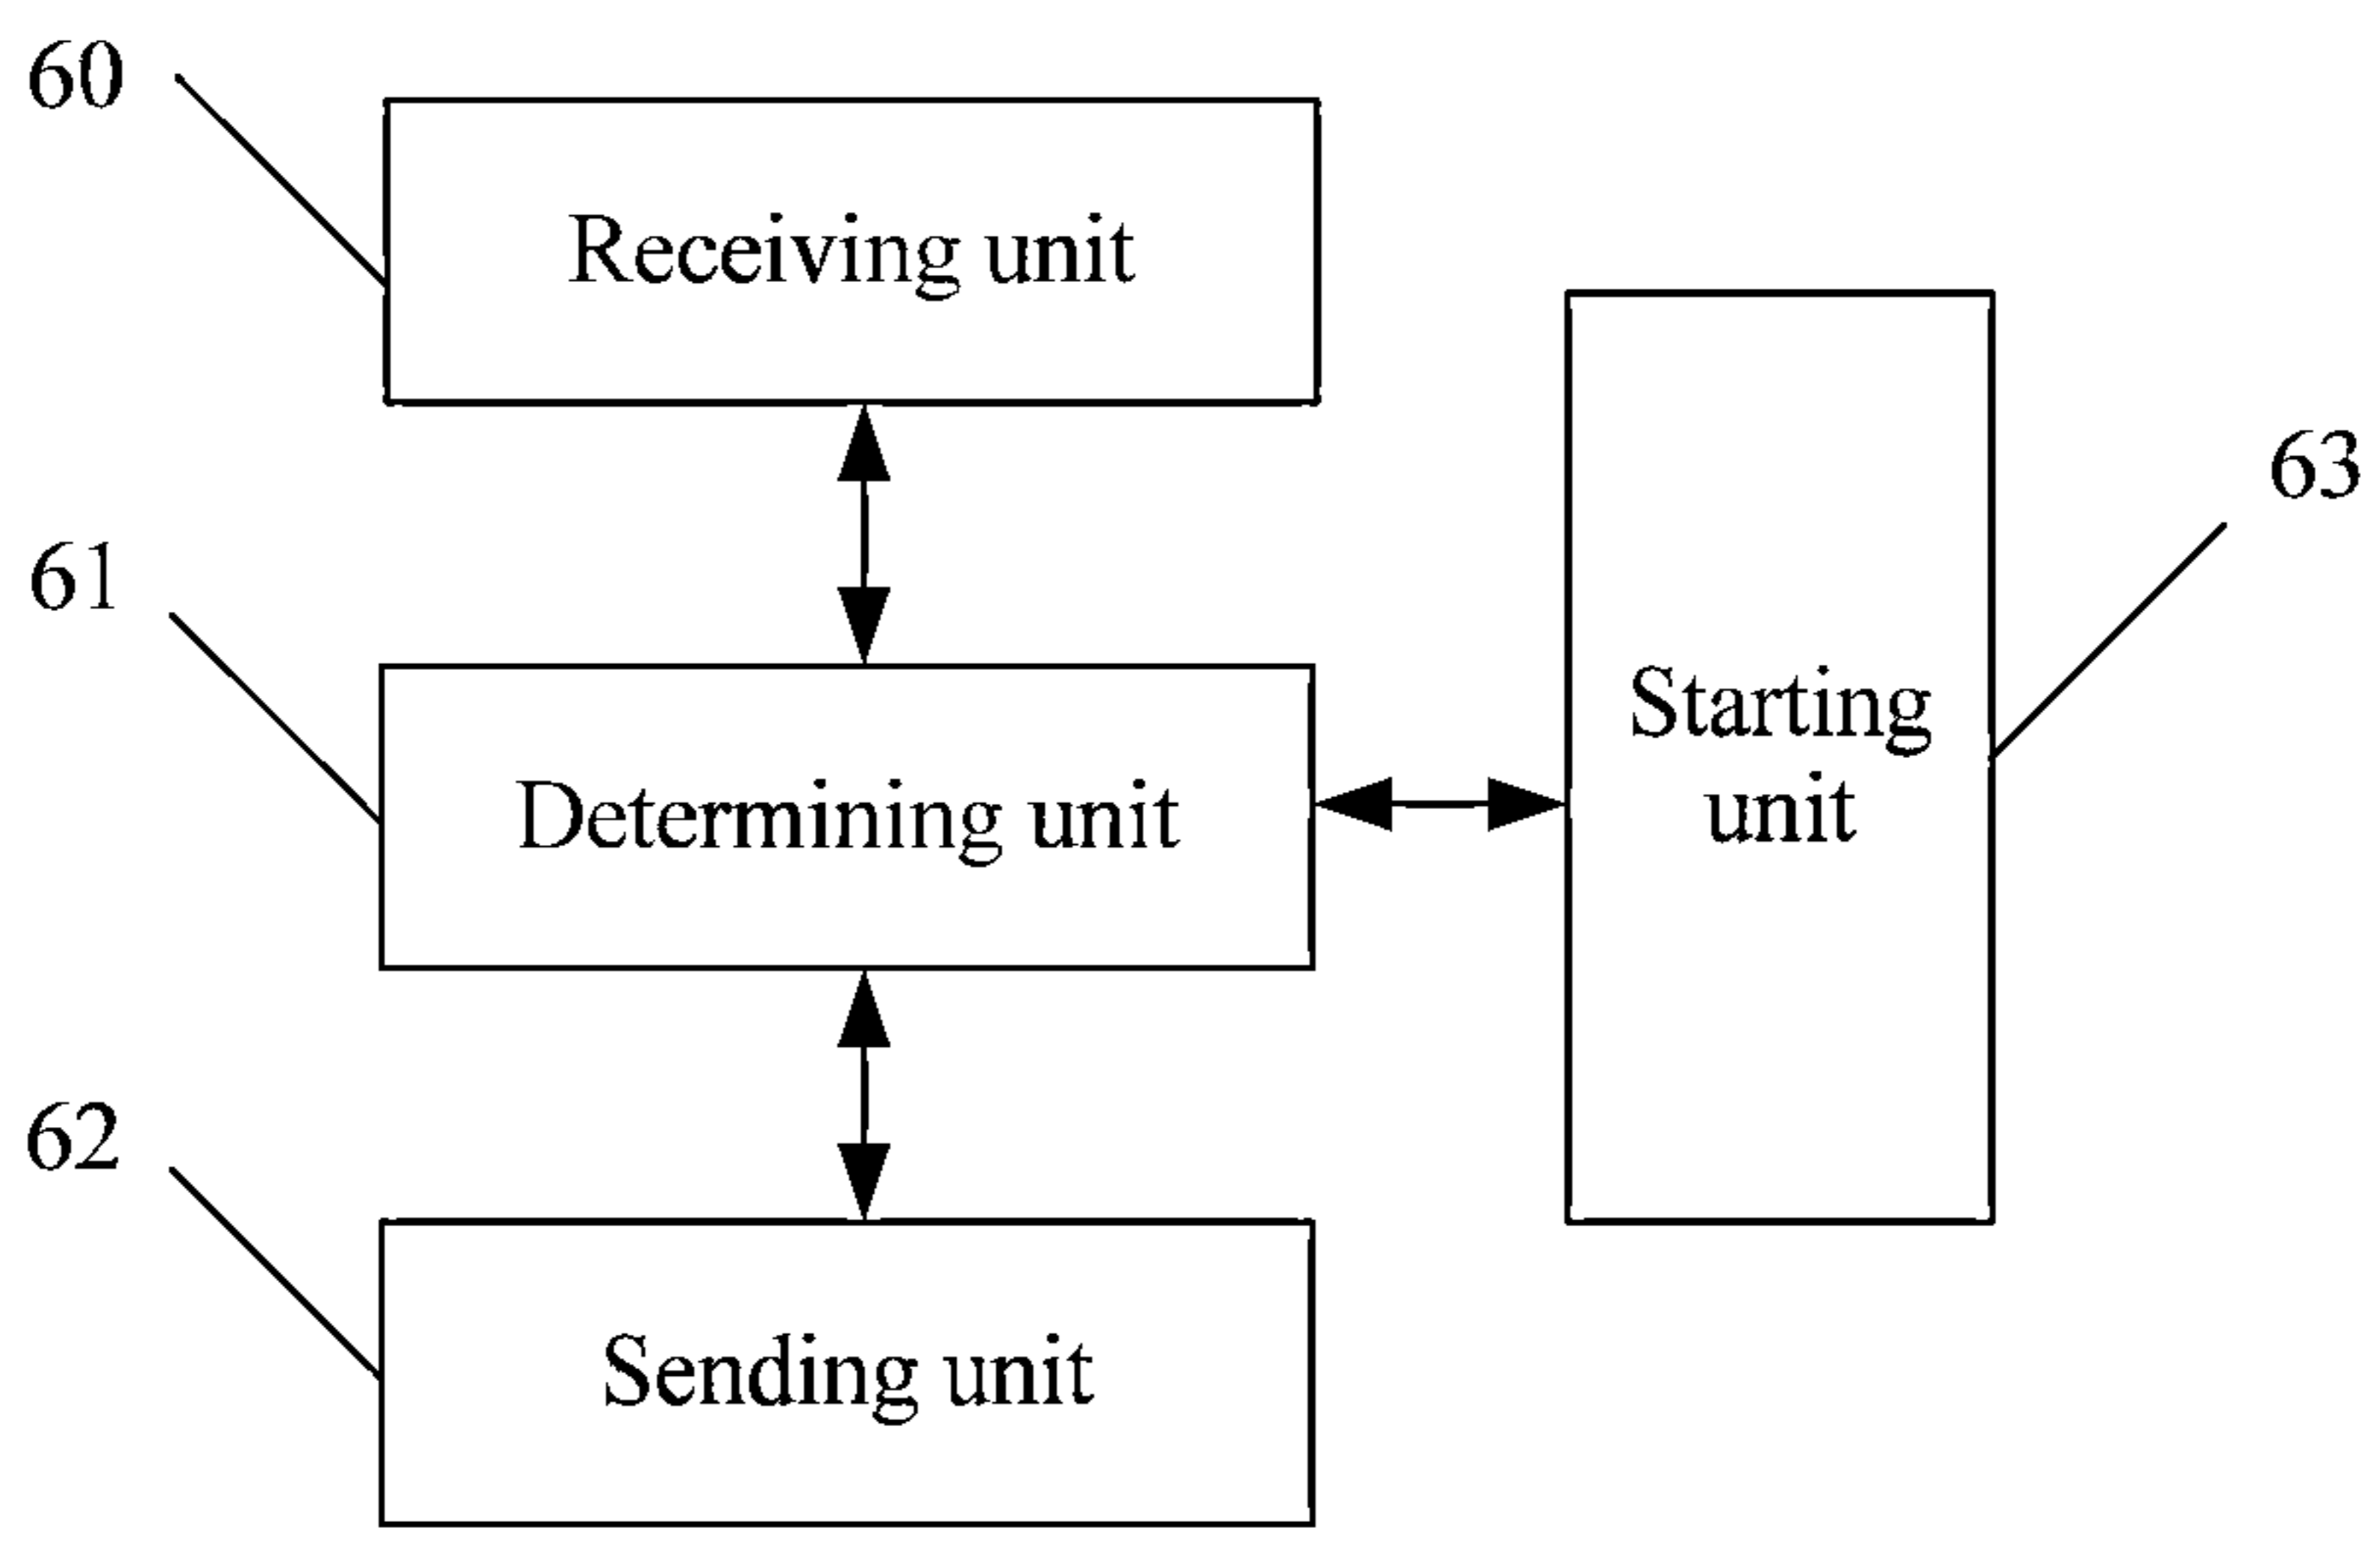 60
Receiving unit
63
61
Starting
unit
Determining unit
62
Sending unit